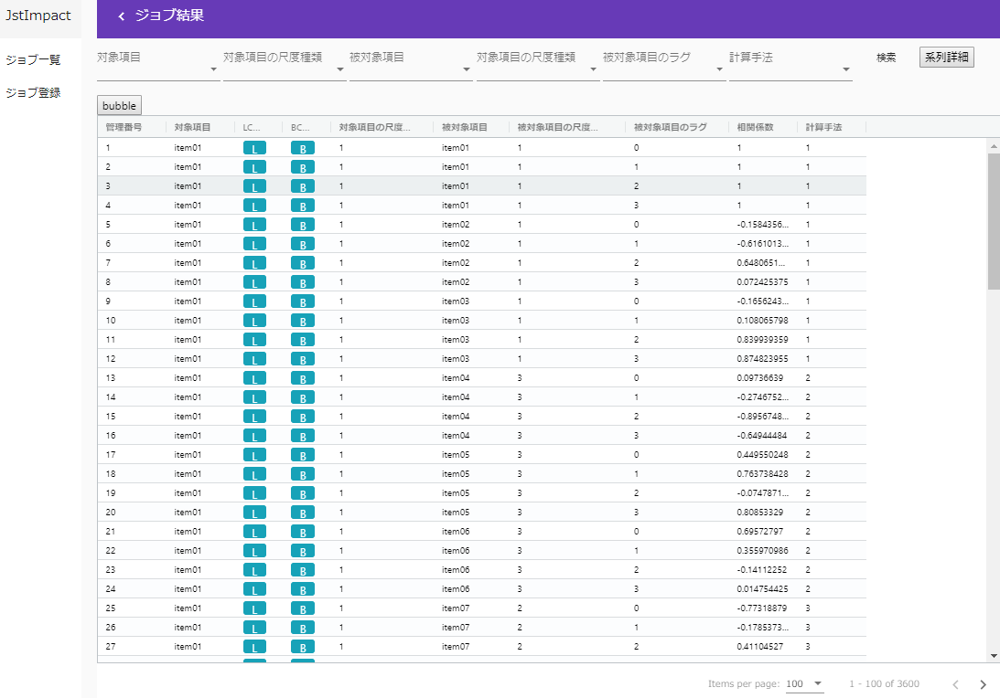 JstImpact
ジョブ一覧
ジョブ登録
‹ ジョブ結果
対象項目 対象項目の尺度種類 被対象項目 対象項目の尺度種類 被対象項目のラグ 計算手法 検索 系列詳細
bubble
管理番号 対象項目 LC... BC... 対象項目の尺度... 被対象項目 被対象項目の尺度... 被対象項目のラグ 相関係数 計算手法
1 item01 L B 1 item01 1 0 1 1
2 item01 L B 1 item01 1 1 1 1
3 item01 L B 1 item01 1 2 1 1
4 item01 L B 1 item01 1 3 1 1
5 item01 L B 1 item02 1 0 -0.1584356... 1
6 item01 L B 1 item02 1 1 -0.6161013... 1
7 item01 L B 1 item02 1 2 0.6480651... 1
8 item01 L B 1 item02 1 3 0.072425375 1
9 item01 L B 1 item03 1 0 -0.1656243... 1
10 item01 L B 1 item03 1 1 0.108065798 1
11 item01 L B 1 item03 1 2 0.839939359 1
12 item01 L B 1 item03 1 3 0.874823955 1
13 item01 L B 1 item04 3 0 0.09736639 2
14 item01 L B 1 item04 3 1 -0.2746752... 2
15 item01 L B 1 item04 3 2 -0.8956748... 2
16 item01 L B 1 item04 3 3 -0.64944484 2
17 item01 L B 1 item05 3 0 0.449550248 2
18 item01 L B 1 item05 3 1 0.763738428 2
19 item01 L B 1 item05 3 2 -0.0747871... 2
20 item01 L B 1 item05 3 3 0.80853329 2
21 item01 L B 1 item06 3 0 0.69572797 2
22 item01 L B 1 item06 3 1 0.355970986 2
23 item01 L B 1 item06 3 2 -0.14112252 2
24 item01 L B 1 item06 3 3 0.014754425 2
25 item01 L B 1 item07 2 0 -0.77318879 3
26 item01 L B 1 item07 2 1 -0.1785373... 3
27 item01 L B 1 item07 2 2 0.41104527 3
Items per page: 100 1 - 100 of 3600